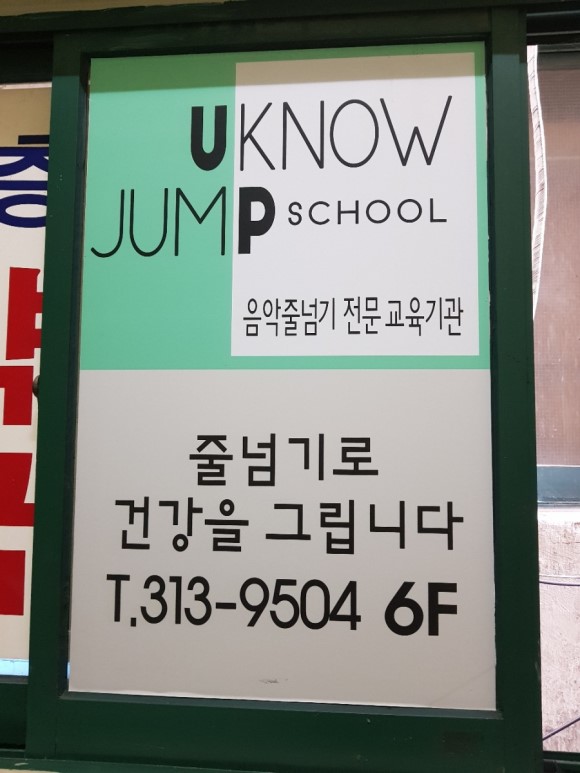 UKNOW
JUMP SCHOOL
음악줄넘기 전문 교육기관
줄넘기로
건강을 그립니다
T.313-9504 6F